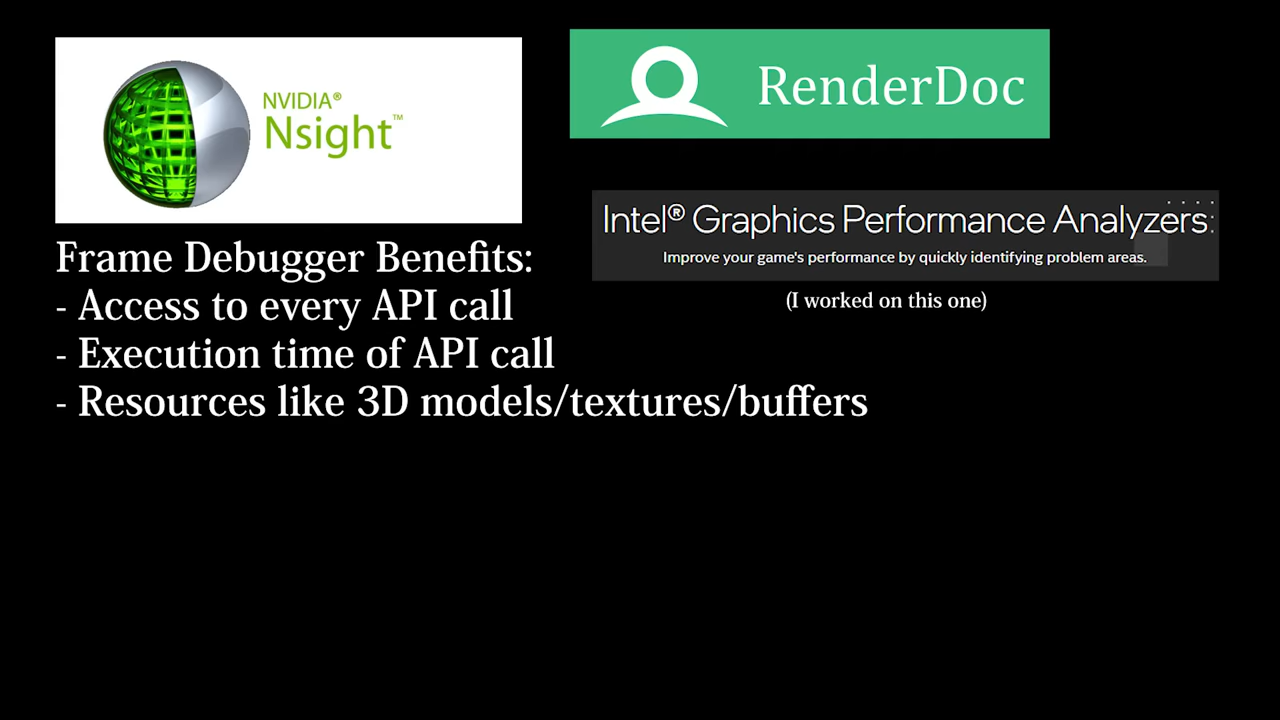 NVIDIA®
Nsight™
RenderDoc
Intel® Graphics Performance Analyzers
Improve your game's performance by quickly identifying problem areas.
(I worked on this one)
Frame Debugger Benefits:
- Access to every API call
- Execution time of API call
- Resources like 3D models/textures/buffers